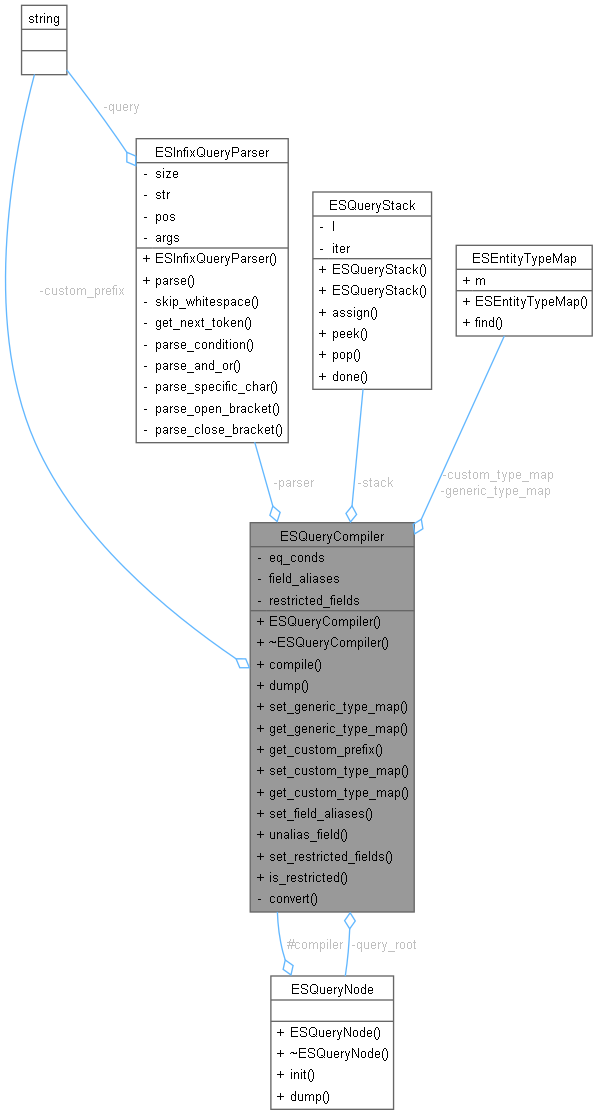 string
-query
ESInfixQueryParser
- size
- str
- pos
- args
+ ESInfixQueryParser()
+ parse()
- skip_whitespace()
- get_next_token()
- parse_condition()
- parse_and_or()
- parse_specific_char()
- parse_open_bracket()
- parse_close_bracket()
ESQueryStack
- l
- iter
+ ESQueryStack()
+ ESQueryStack()
+ assign()
+ peek()
+ pop()
+ done()
ESEntityTypeMap
+ m
+ ESEntityTypeMap()
+ find()
-custom_prefix
-parser
-stack
-custom_type_map
-generic_type_map
ESQueryCompiler
- eq_conds
- field_aliases
- restricted_fields
+ ESQueryCompiler()
+ ~ESQueryCompiler()
+ compile()
+ dump()
+ set_generic_type_map()
+ get_generic_type_map()
+ get_custom_prefix()
+ set_custom_type_map()
+ get_custom_type_map()
+ set_field_aliases()
+ unalias_field()
+ set_restricted_fields()
+ is_restricted()
- convert()
#compiler
-query_root
ESQueryNode
+ ESQueryNode()
+ ~ESQueryNode()
+ init()
+ dump()